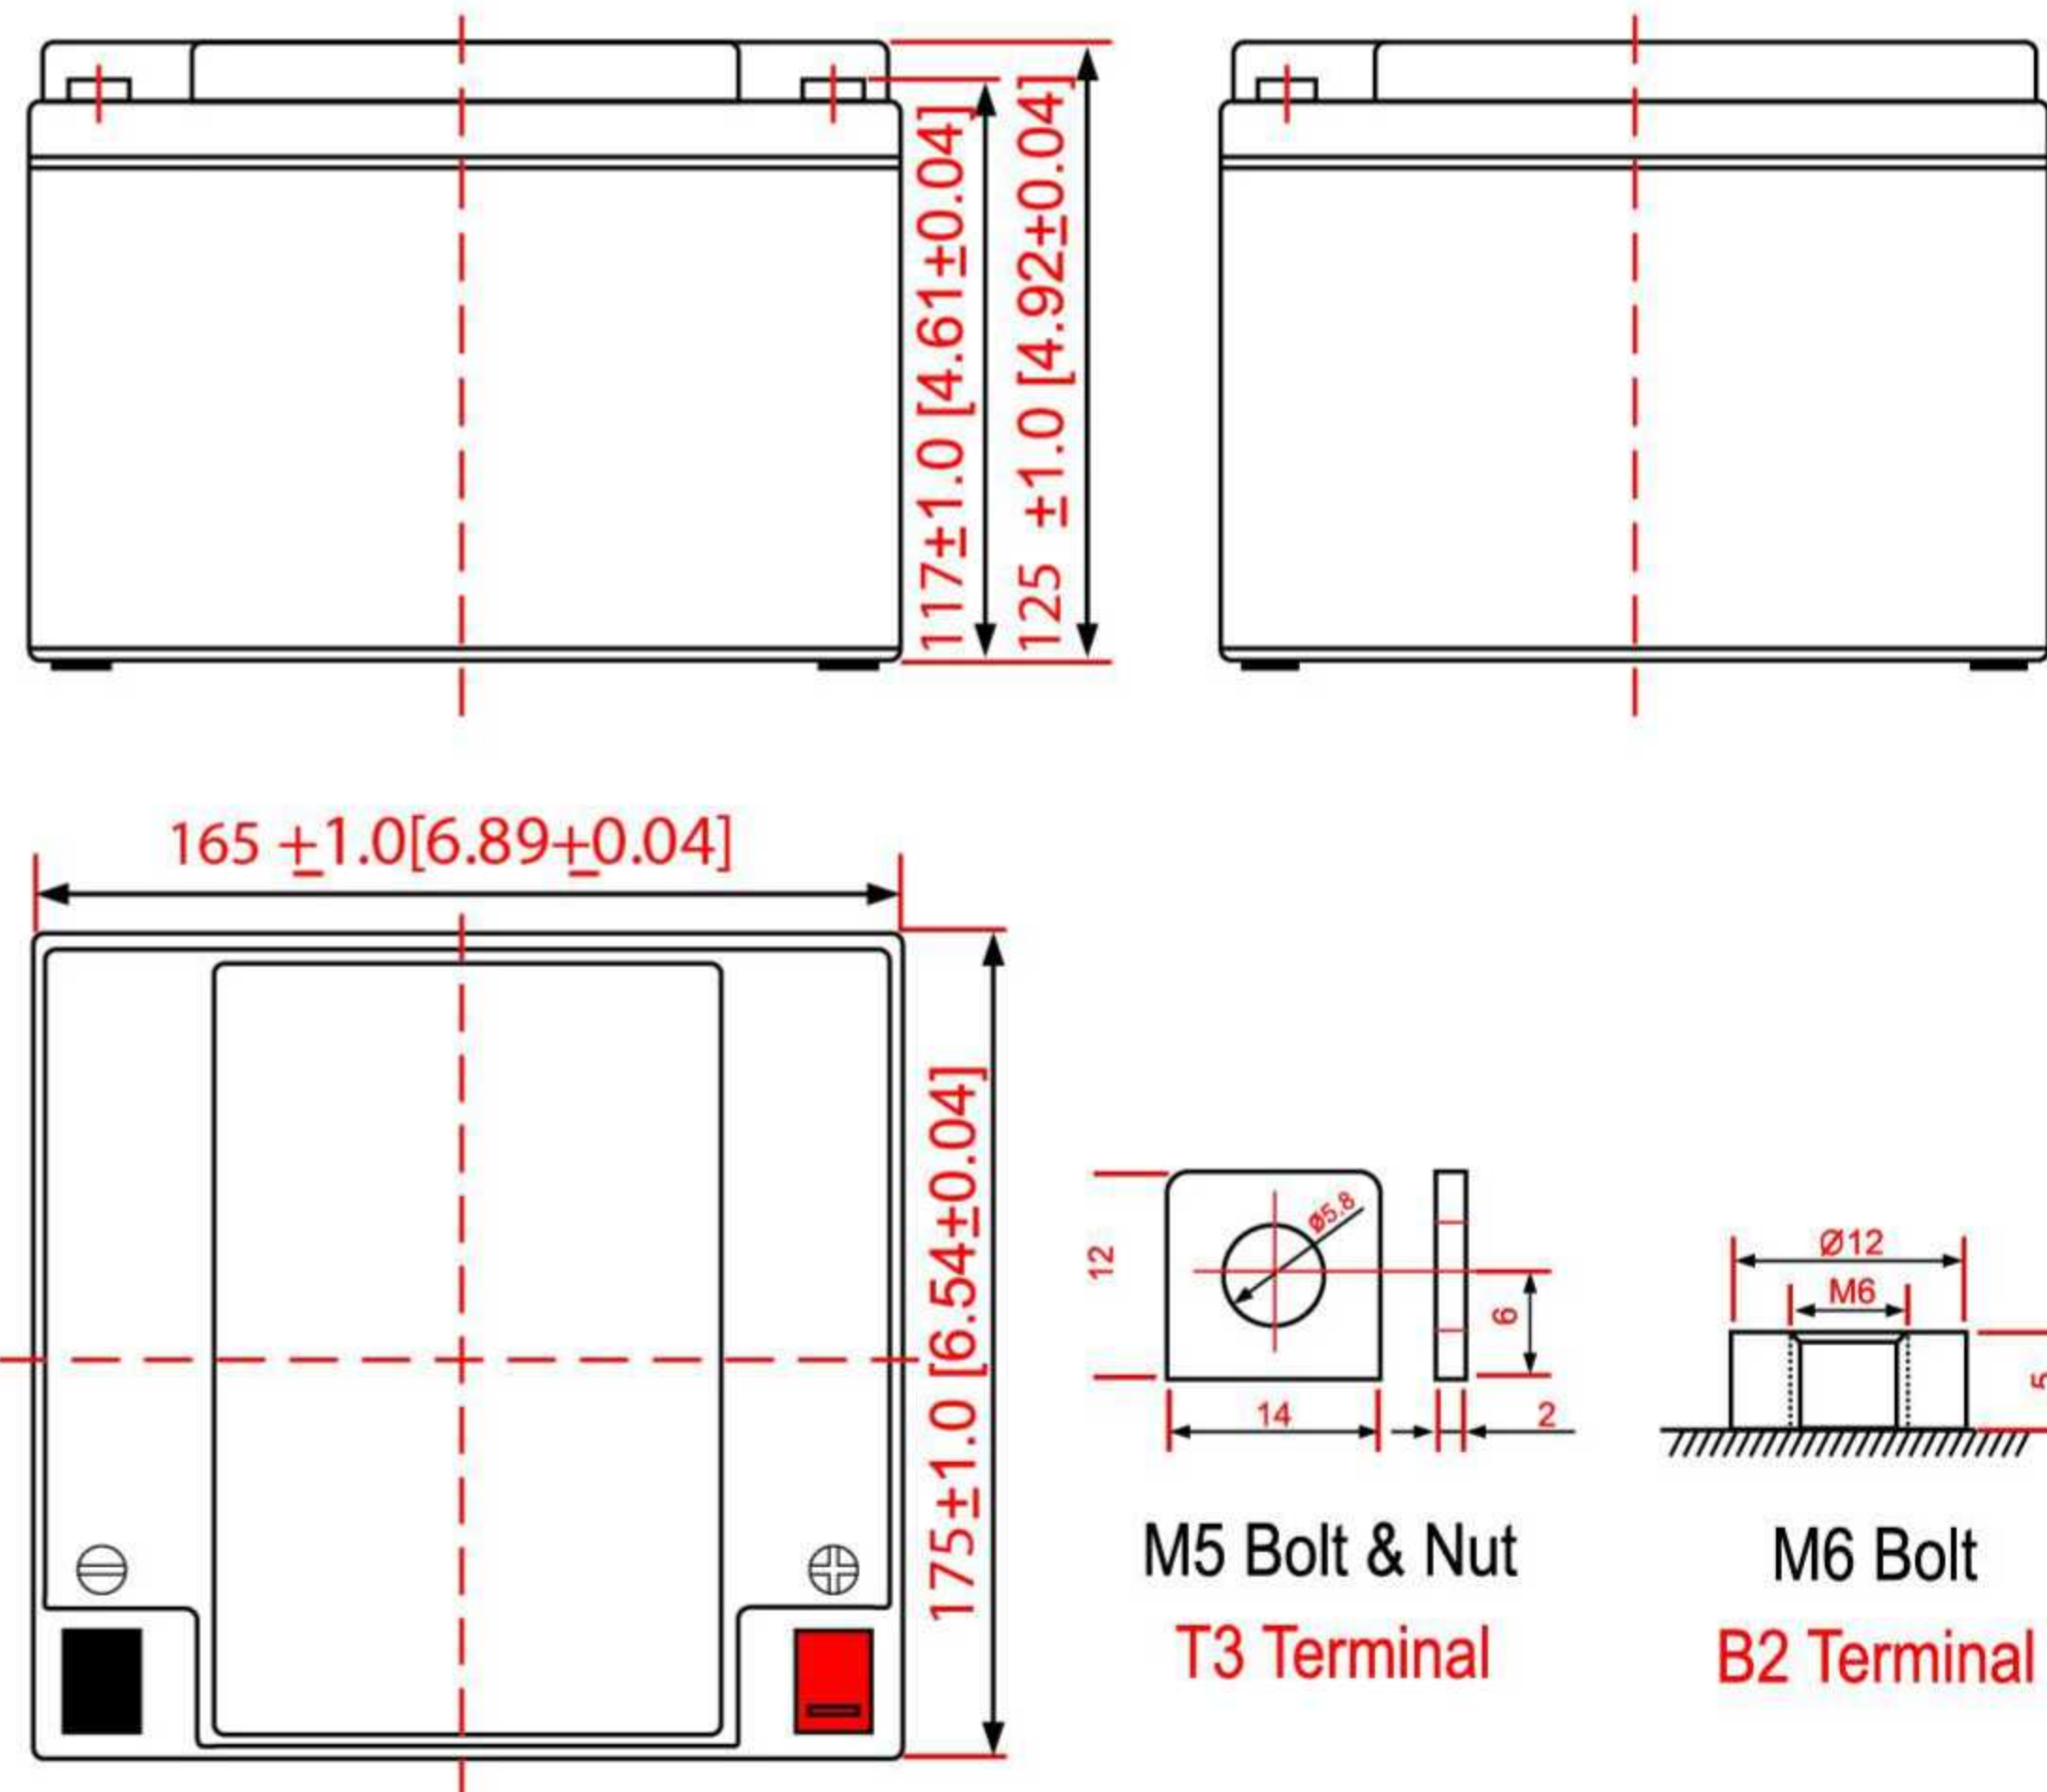 117±1.0 [4.61±0.04]
125 ±1.0 [4.92±0.04]
165 ±1.0[6.89±0.04]
175±1.0 [6.54±0.04]
12
ø5.8
6
14
2
Ø12
M6
5
M5 Bolt & Nut
T3 Terminal
M6 Bolt
B2 Terminal